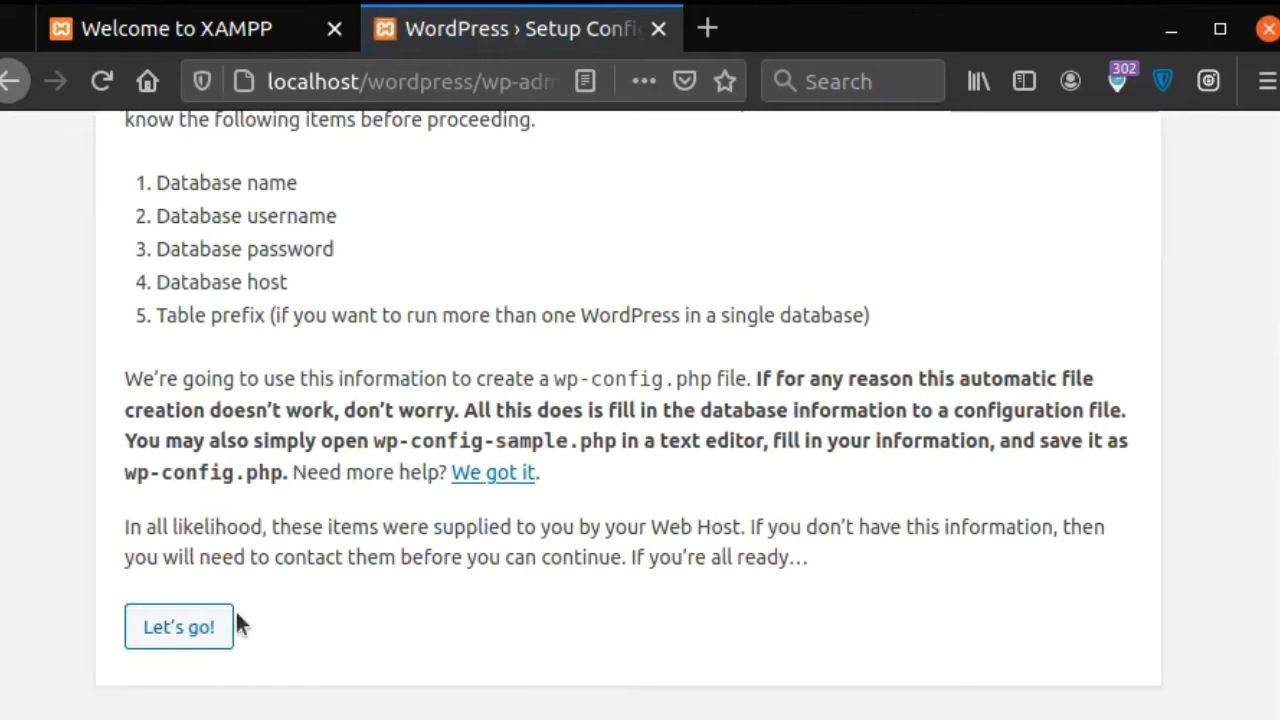 Welcome to XAMPP
WordPress › Setup Confi
localhost/wordpress/wp-adm
Search
302
know the following items before proceeding.
1. Database name
2. Database username
3. Database password
4. Database host
5. Table prefix (if you want to run more than one WordPress in a single database)
We’re going to use this information to create a wp-config.php file. If for any reason this automatic file
creation doesn’t work, don’t worry. All this does is fill in the database information to a configuration file.
You may also simply open wp-config-sample.php in a text editor, fill in your information, and save it as
wp-config.php. Need more help? We got it.
In all likelihood, these items were supplied to you by your Web Host. If you don’t have this information, then
you will need to contact them before you can continue. If you’re all ready…
Let’s go!